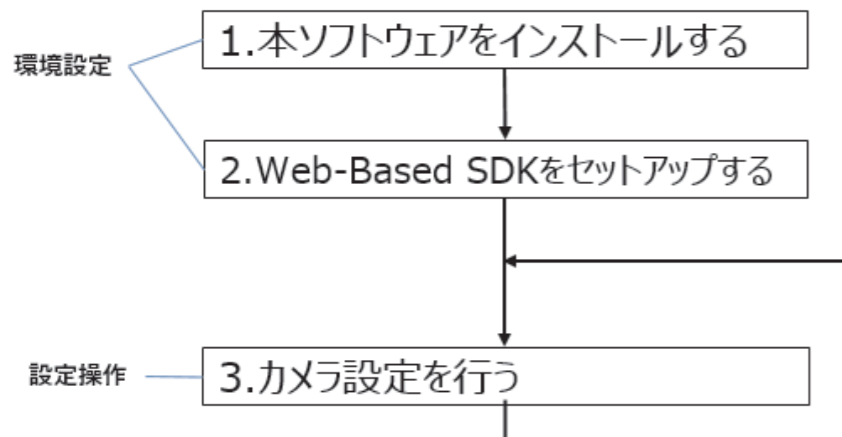 1.本ソフトウェアをインストールする
環境設定
2.Web-Based SDKをセットアップする
設定操作
3.カメラ設定を行う